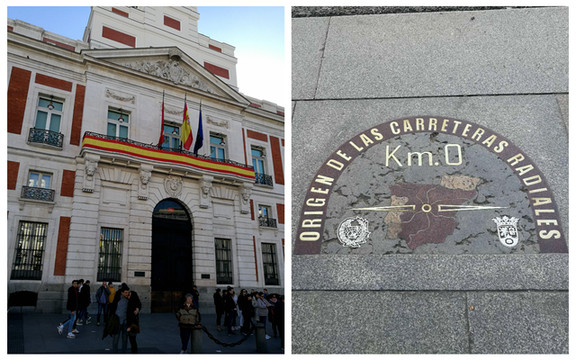 ORIGEN DE LAS CARRETERAS RADIALES
Km.0